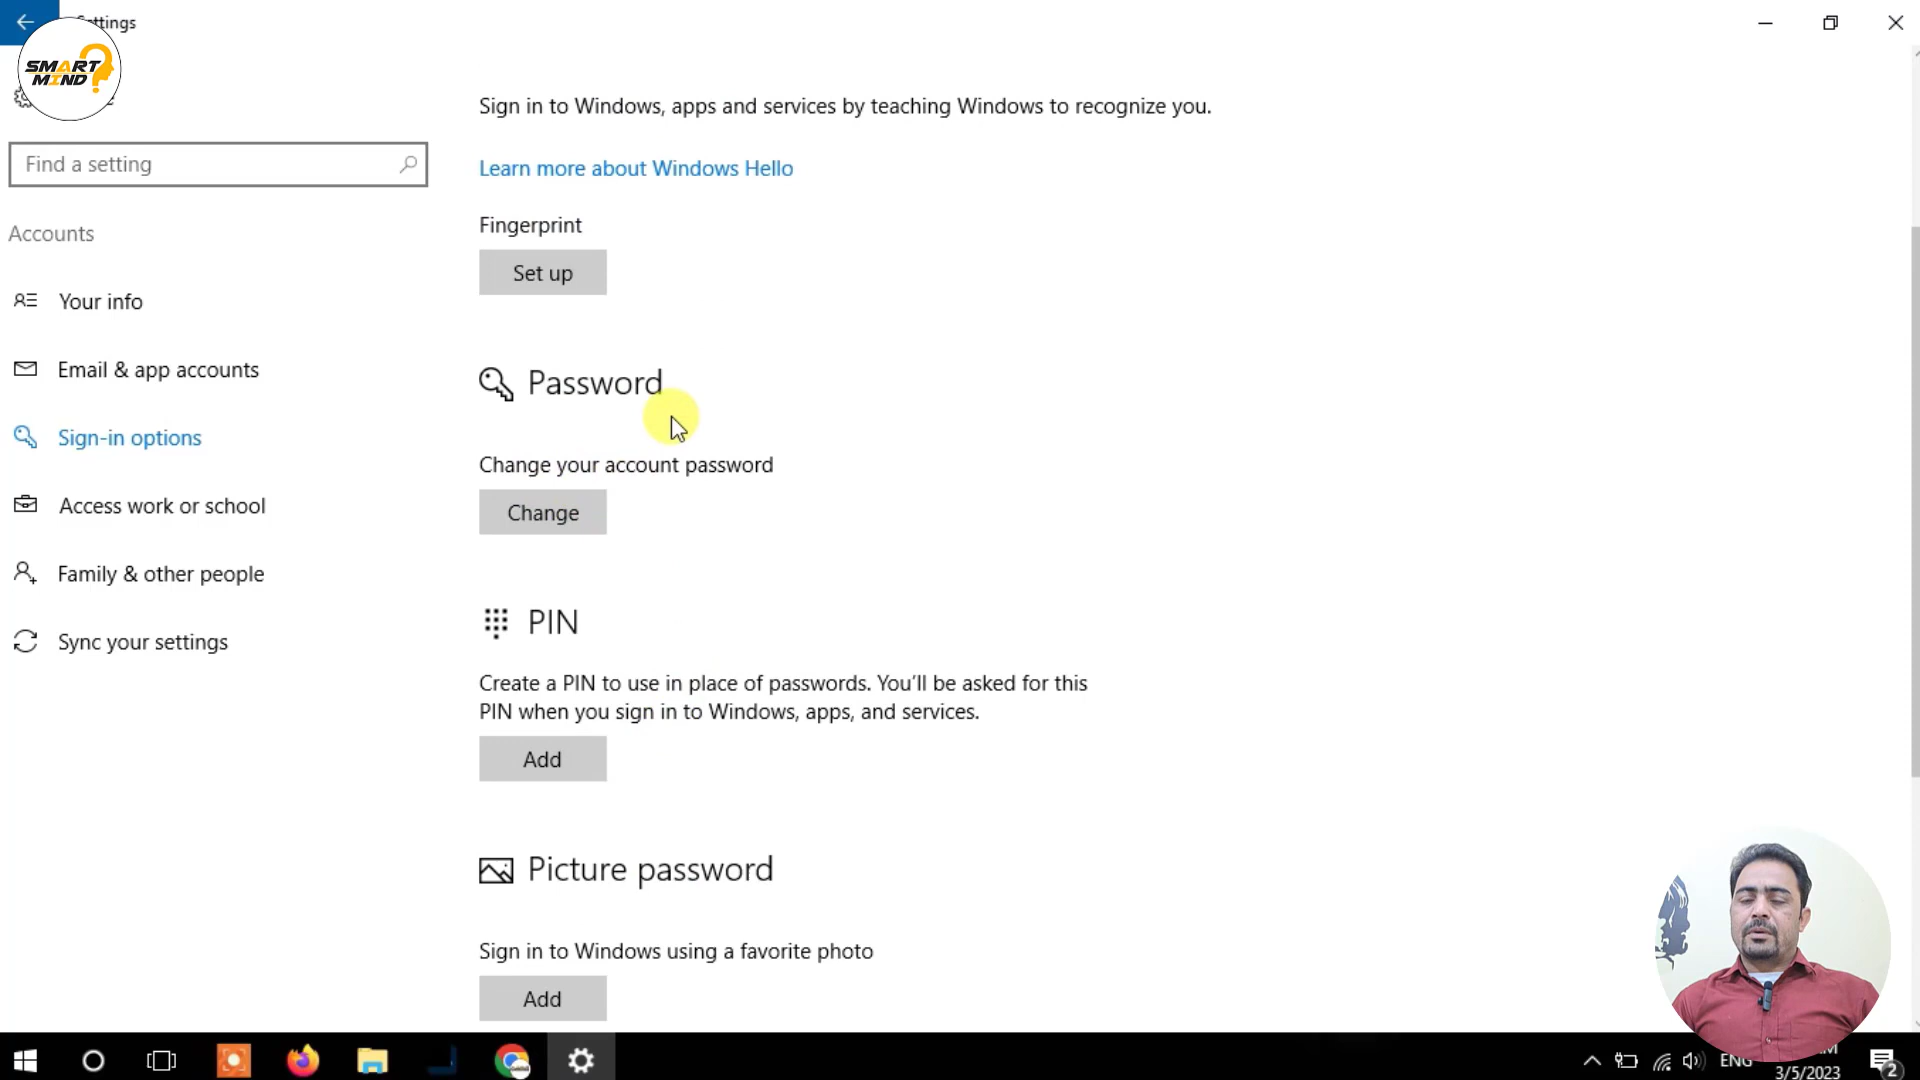 Settings
SMART
MIND
Find a setting
Accounts
Your info
Email & app accounts
Sign-in options
Access work or school
Family & other people
Sync your settings
Sign in to Windows, apps and services by teaching Windows to recognize you.
Learn more about Windows Hello
Fingerprint
Set up
Password
Change your account password
Change
PIN
Create a PIN to use in place of passwords. You'll be asked for this
PIN when you sign in to Windows, apps, and services.
Add
Picture password
Sign in to Windows using a favorite photo
Add
ENG
3/5/2023
2